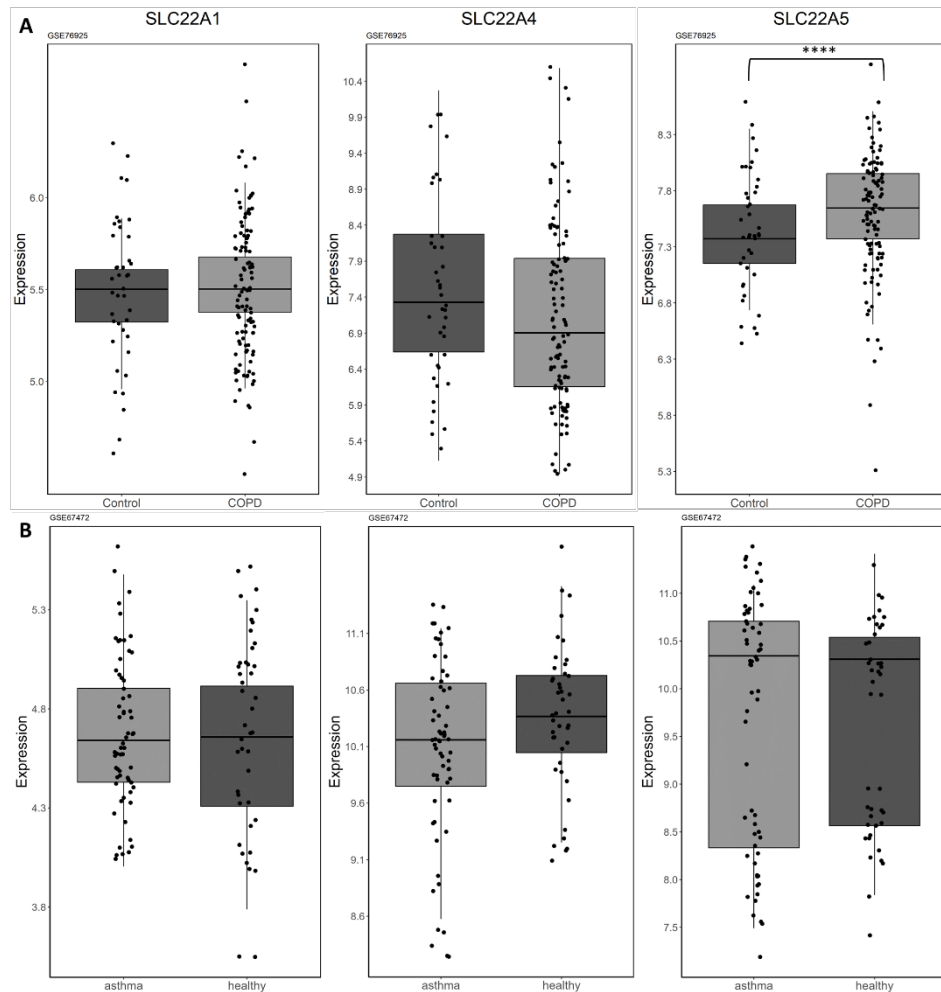 A
SLC22A1
SLC22A4
SLC22A5
GSE76925
GSE76925
GSE76925
Expression
6.0
5.5
5.0
Control
COPD
Expression
10.4
9.9
9.4
8.9
8.4
7.9
7.4
6.9
6.4
5.9
5.4
4.9
Control
COPD
****
Expression
8.3
7.8
7.3
6.8
6.3
5.8
5.3
Control
COPD
B
GSE67472
GSE67472
GSE67472
Expression
5.3
4.8
4.3
3.8
asthma
healthy
Expression
11.1
10.6
10.1
9.6
9.1
8.6
asthma
healthy
Expression
11.0
10.5
10.0
9.5
9.0
8.5
8.0
7.5
asthma
healthy